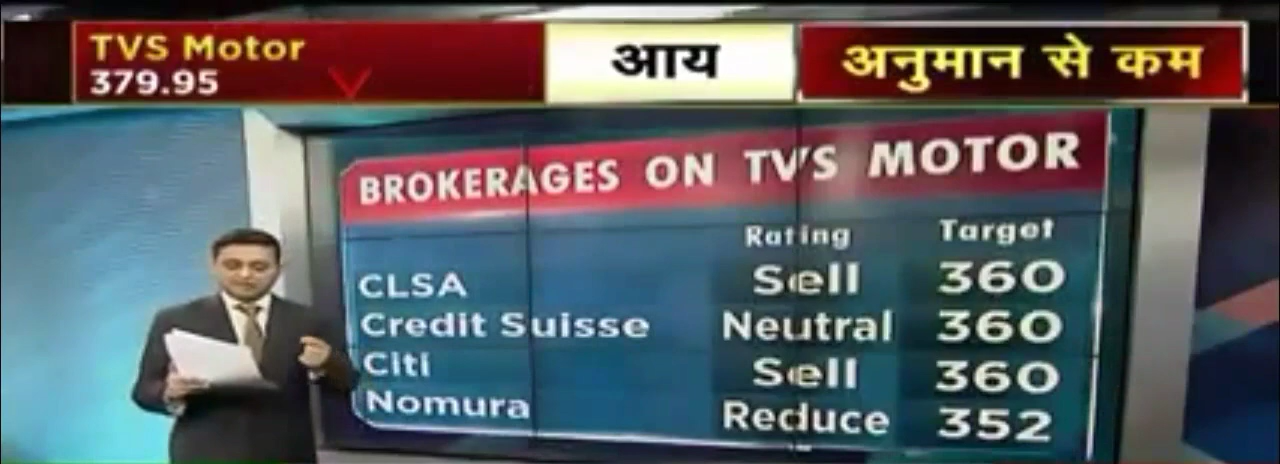 TVS Motor
379.95
आय
अनुमान से कम
BROKERAGES ON TVS MOTOR
Rating Target
CLSA Sell 360
Credit Suisse Neutral 360
Citi Sell 360
Nomura Reduce 352